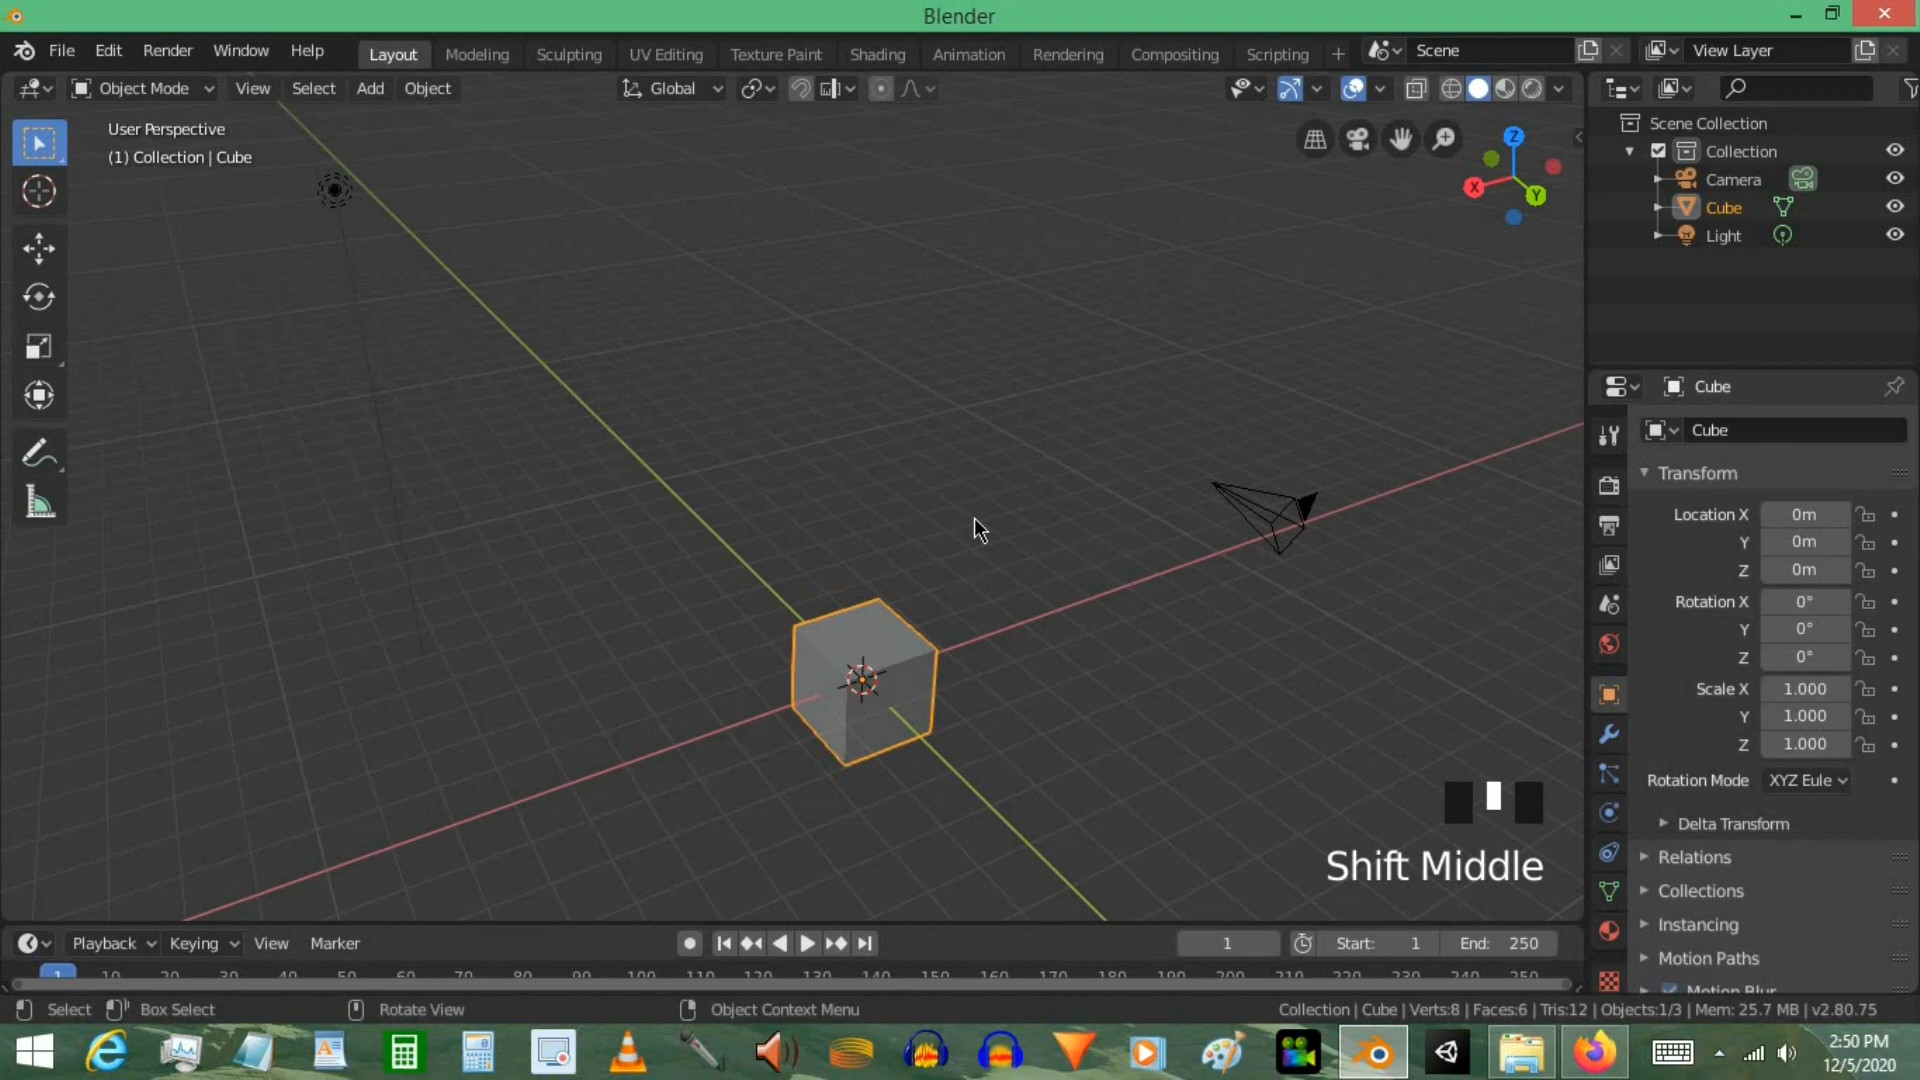 Blender
File Edit Render Window Help Layout Modeling Sculpting UV Editing Texture Paint Shading Animation Rendering Compositing Scripting + Scene View Layer
Object Mode View Select Add Object Global
User Perspective
(1) Collection | Cube
Z
X
Y
Scene Collection
Collection
Camera
Cube
Light
Cube
Cube
Transform
Location X 0m
Y 0m
Z 0m
Rotation X 0°
Y 0°
Z 0°
Scale X 1.000
Y 1.000
Z 1.000
Rotation Mode XYZ Eule
Delta Transform
Relations
Collections
Instancing
Motion Paths
Motion Blur
Shift Middle
Playback Keying View Marker 1 Start: 1 End: 250
1 10 20 30 40 50 60 70 80 90 100 110 120 130 140 150 160 170 180 190 200 210 220 230 240 250
Select Box Select Rotate View Object Context Menu Collection | Cube | Verts:8 | Faces:6 | Tris:12 | Objects:1/3 | Mem: 25.7 MB | v2.80.75
2:50 PM
12/5/2020